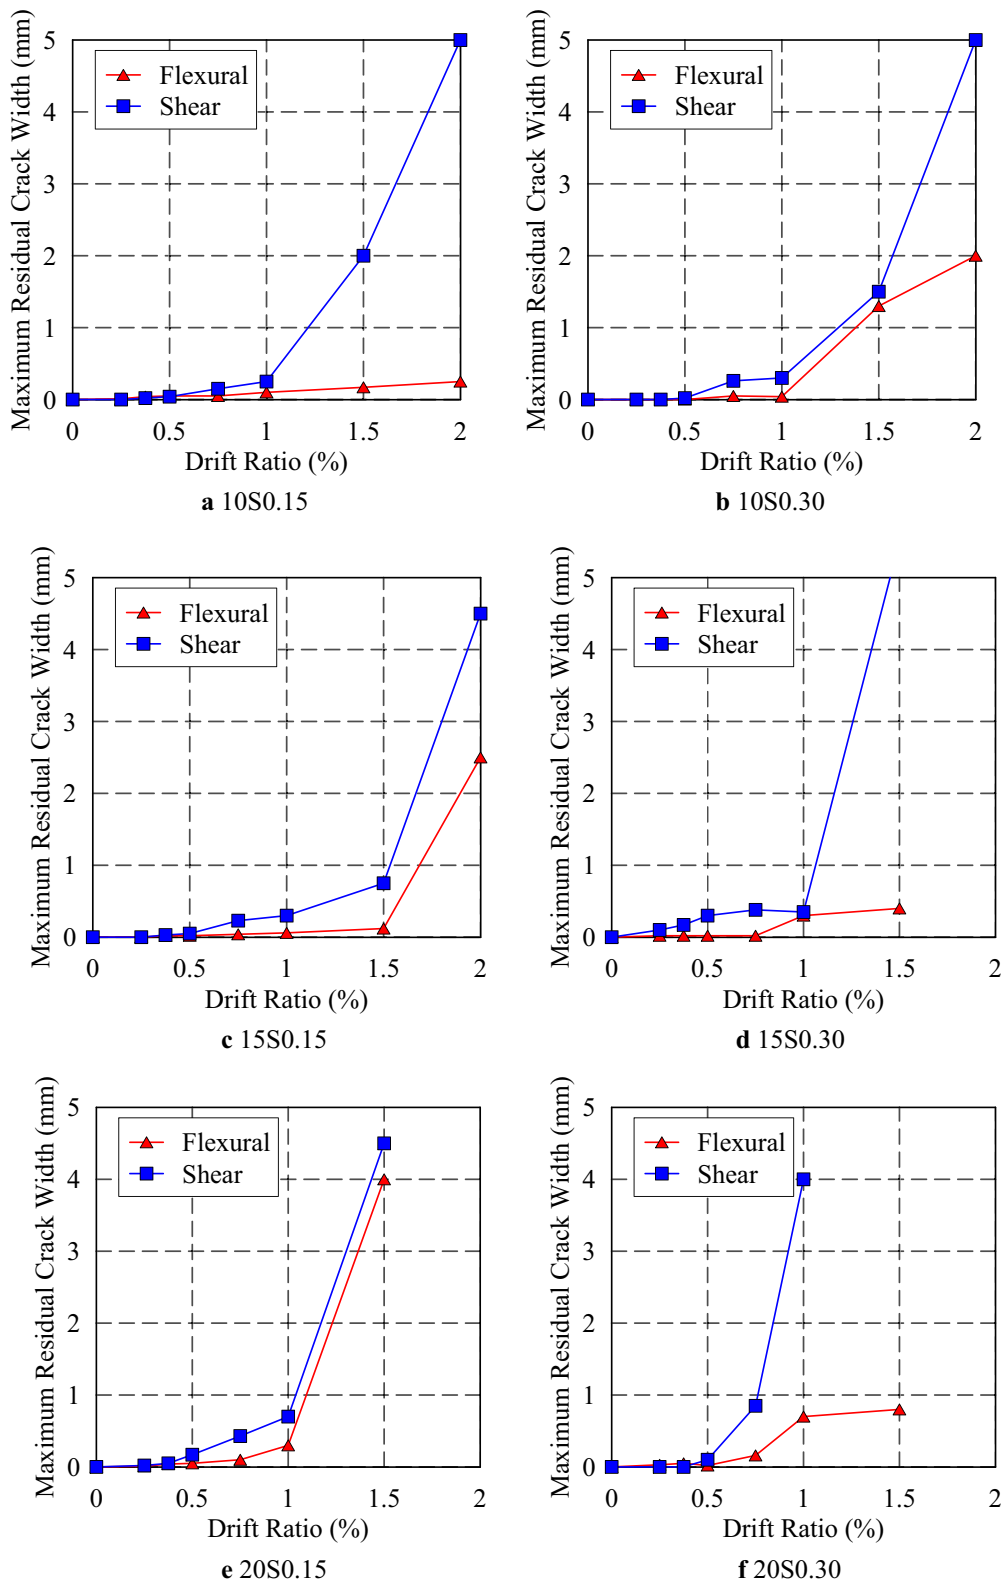 Maximum Residual Crack Width (mm)
5
4
3
2
1
0
Flexural
Shear
0 0.5 1 1.5 2
Drift Ratio (%)
a 10S0.15
Maximum Residual Crack Width (mm)
5
4
3
2
1
0
Flexural
Shear
0 0.5 1 1.5 2
Drift Ratio (%)
b 10S0.30
Maximum Residual Crack Width (mm)
5
4
3
2
1
0
Flexural
Shear
0 0.5 1 1.5 2
Drift Ratio (%)
c 15S0.15
Maximum Residual Crack Width (mm)
5
4
3
2
1
0
Flexural
Shear
0 0.5 1 1.5 2
Drift Ratio (%)
d 15S0.30
Maximum Residual Crack Width (mm)
5
4
3
2
1
0
Flexural
Shear
0 0.5 1 1.5 2
Drift Ratio (%)
e 20S0.15
Maximum Residual Crack Width (mm)
5
4
3
2
1
0
Flexural
Shear
0 0.5 1 1.5 2
Drift Ratio (%)
f 20S0.30